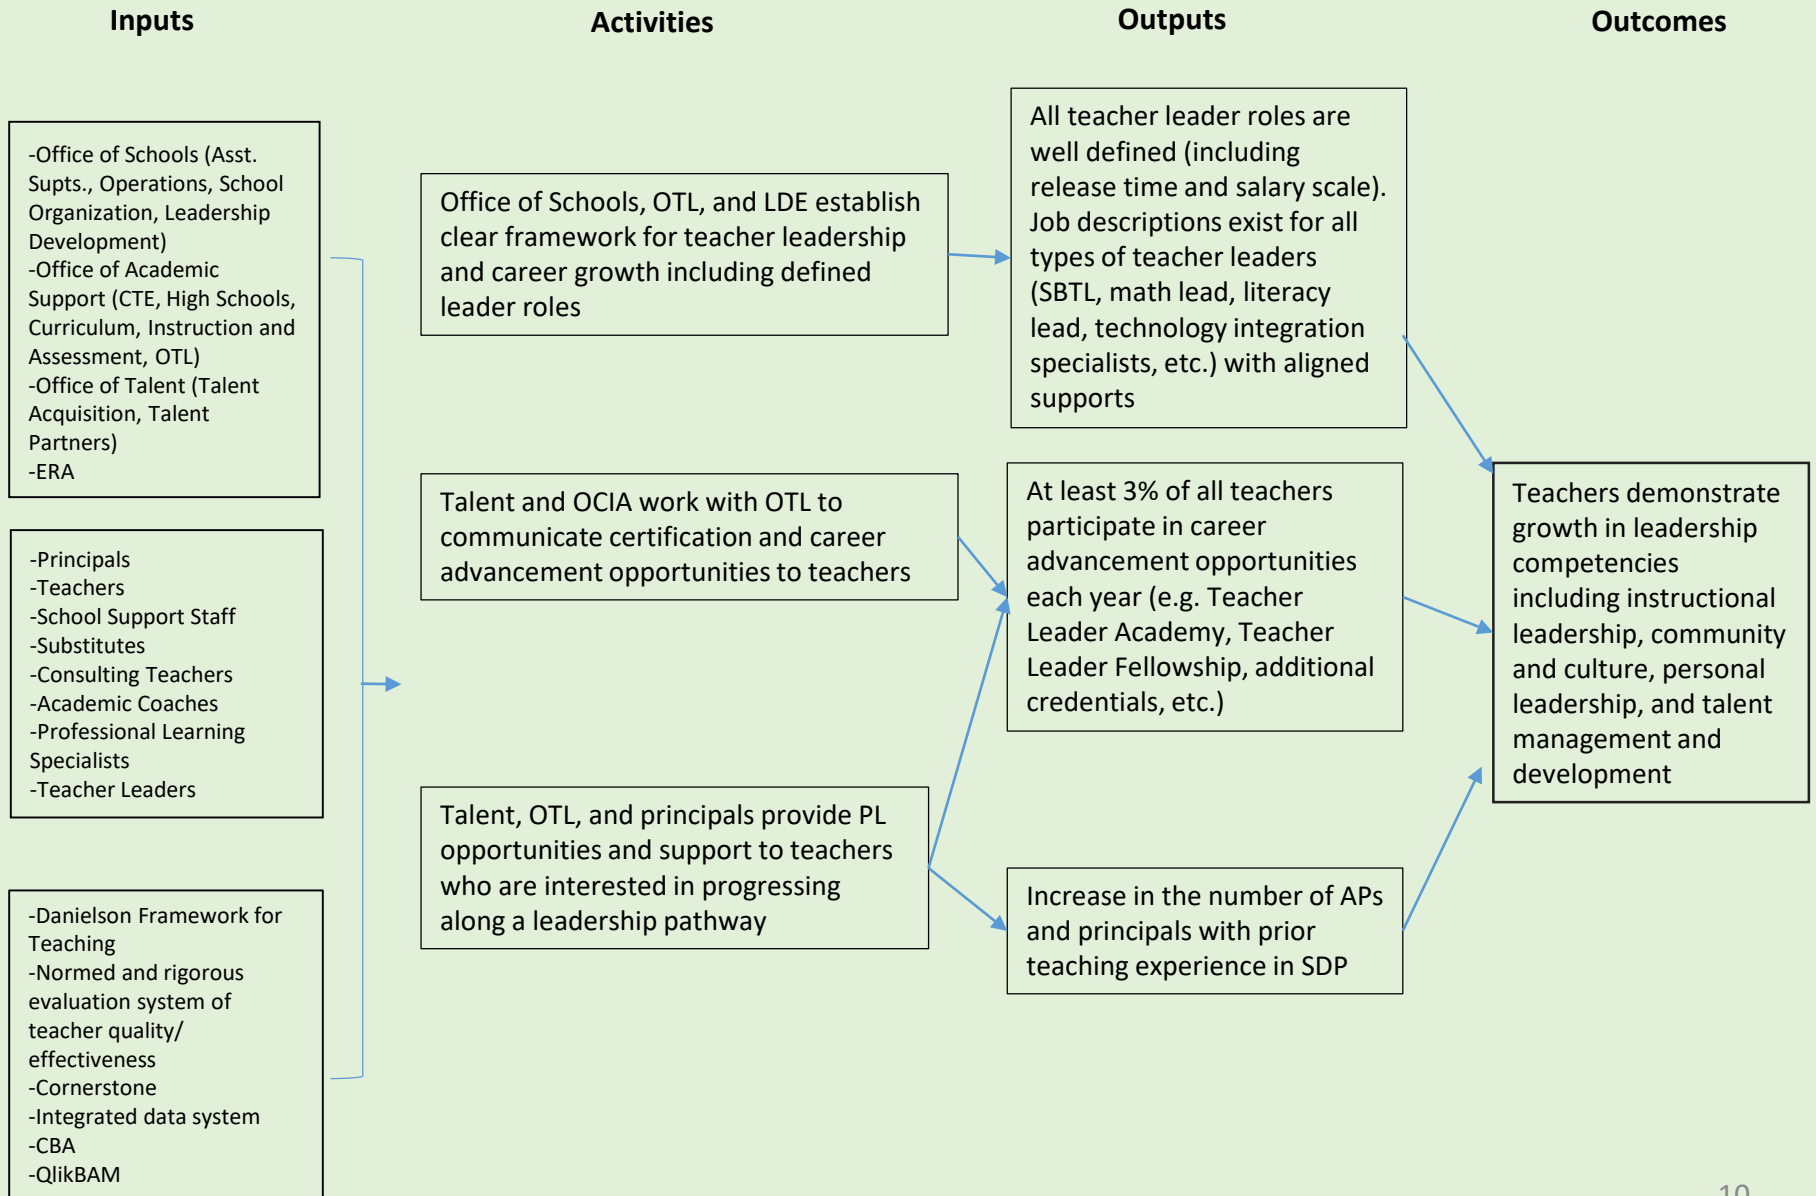 Inputs
Activities
Outputs
Outcomes
-Office of Schools (Asst.
Supts., Operations, School
Organization, Leadership
Development)
-Office of Academic
Support (CTE, High Schools,
Curriculum, Instruction and
Assessment, OTL)
-Office of Talent (Talent
Acquisition, Talent
Partners)
-ERA
-Principals
-Teachers
-School Support Staff
-Substitutes
-Consulting Teachers
-Academic Coaches
-Professional Learning
Specialists
-Teacher Leaders
-Danielson Framework for
Teaching
-Normed and rigorous
evaluation system of
teacher quality/
effectiveness
-Cornerstone
-Integrated data system
-CBA
-QlikBAM
Office of Schools, OTL, and LDE establish
clear framework for teacher leadership
and career growth including defined
leader roles
Talent and OCIA work with OTL to
communicate certification and career
advancement opportunities to teachers
Talent, OTL, and principals provide PL
opportunities and support to teachers
who are interested in progressing
along a leadership pathway
All teacher leader roles are
well defined (including
release time and salary scale).
Job descriptions exist for all
types of teacher leaders
(SBTL, math lead, literacy
lead, technology integration
specialists, etc.) with aligned
supports
At least 3% of all teachers
participate in career
advancement opportunities
each year (e.g. Teacher
Leader Academy, Teacher
Leader Fellowship, additional
credentials, etc.)
Increase in the number of APs
and principals with prior
teaching experience in SDP
Teachers demonstrate
growth in leadership
competencies
including instructional
leadership, community
and culture, personal
leadership, and talent
management and
development
10